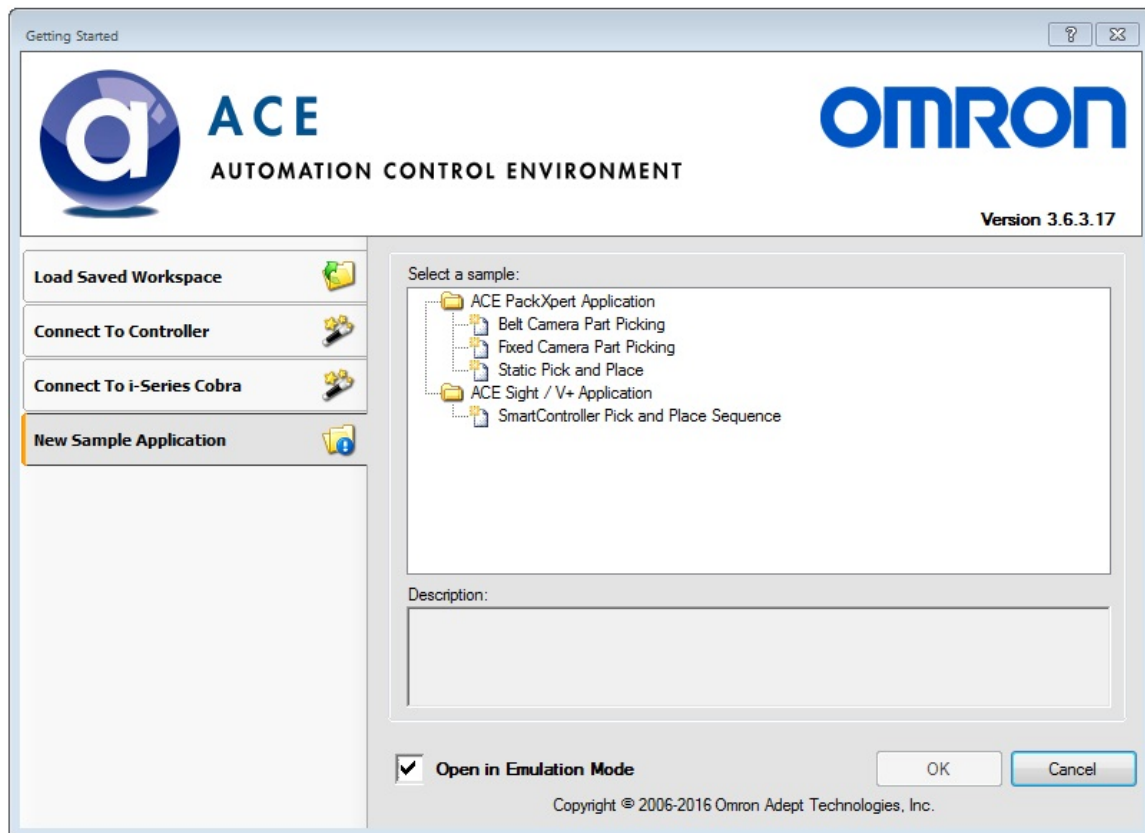 Getting Started
a
ACE
AUTOMATION CONTROL ENVIRONMENT
OMRON
Version 3.6.3.17
Load Saved Workspace
Connect To Controller
Connect To i-Series Cobra
New Sample Application
Select a sample:
ACE PackXpert Application
Belt Camera Part Picking
Fixed Camera Part Picking
Static Pick and Place
ACE Sight / V+ Application
SmartController Pick and Place Sequence
Description:
Open in Emulation Mode
OK
Cancel
Copyright © 2006-2016 Omron Adept Technologies, Inc.